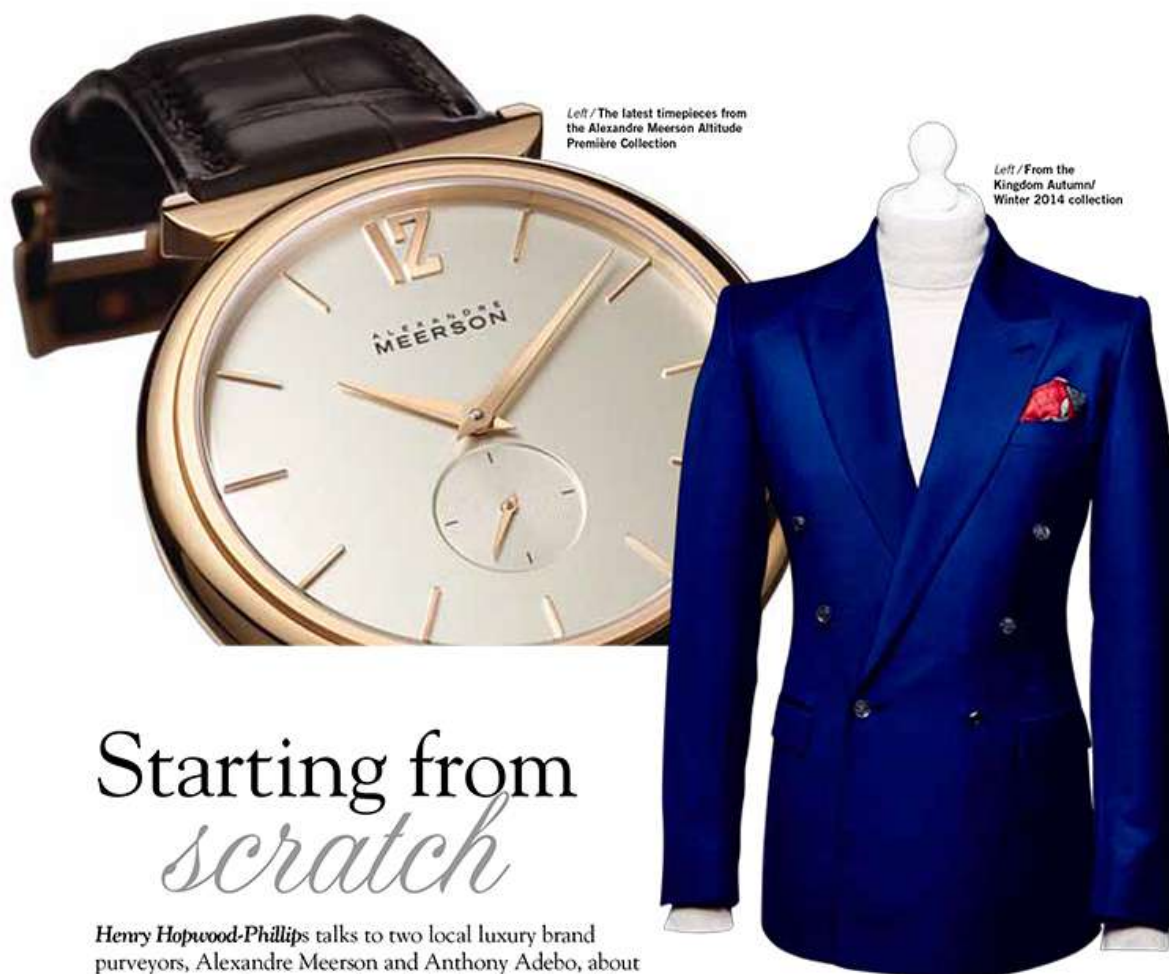 Left / The latest timepieces from
the Alexandre Meerson Altitude
Première Collection
Left / From the
Kingdom Autumn/
Winter 2014 collection
12
ALEXANDRE
MEERSON
Starting from
scratch
Henry Hopwood-Phillips talks to two local luxury brand
purveyors, Alexandre Meerson and Anthony Adebo, about